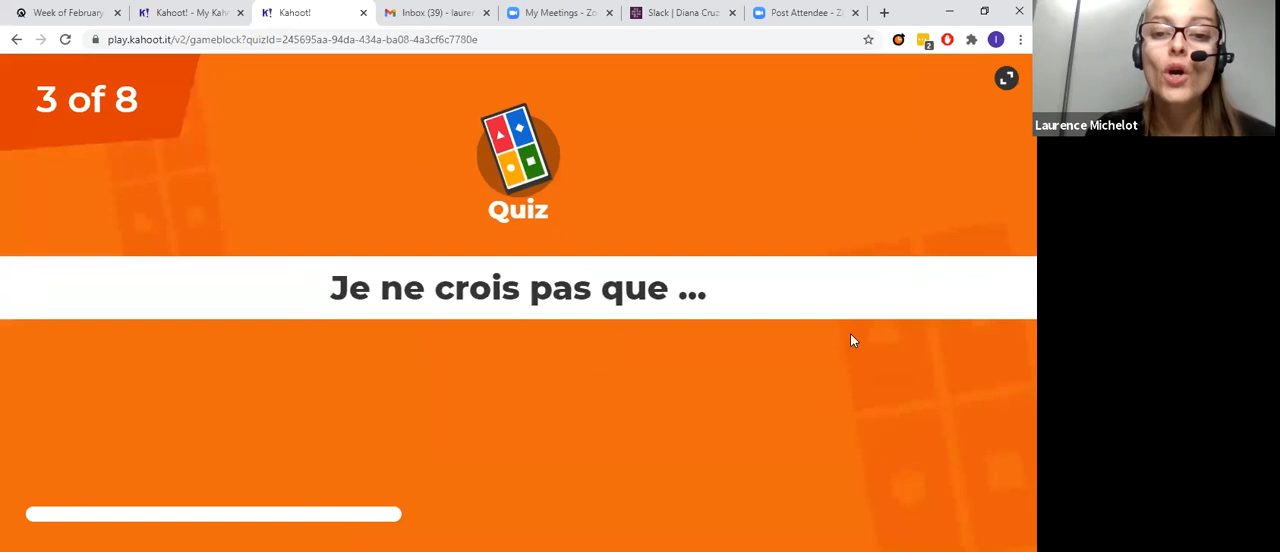 Week of February
Kahoot! - My Kah
Kahoot!
Inbox (39) - lauren
My Meetings - Zo
Slack | Diana Cruz
Post Attendee - Z
play.kahoot.it/v2/gameblock?quizId=245695aa-94da-434a-ba08-4a3cf6c7780e
2
I
3 of 8
Quiz
Je ne crois pas que ...
Laurence Michelot